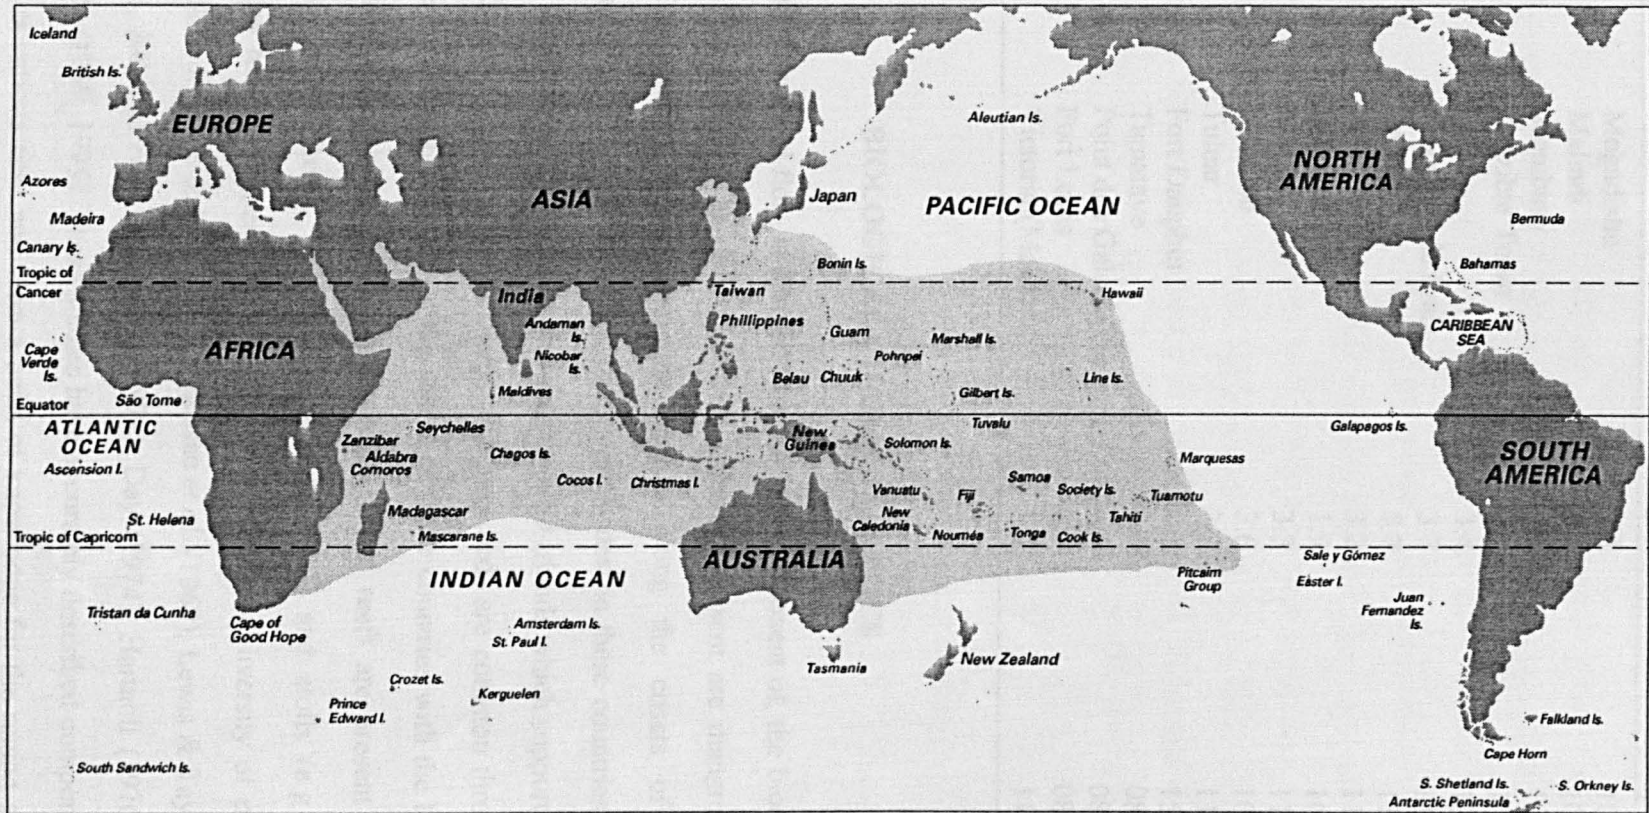 Iceland
British Is.
EUROPE
ASIA
Aleutian Is.
NORTH
AMERICA
Azores
Madeira
Canary Is.
Japan
PACIFIC OCEAN
Bermuda
Bahamas
Tropic of
Cancer
Bonin Is.
Hawaii
India
Taiwan
Andaman
Is.
Phillippines
Guam
Marshall Is.
CARIBBEAN
SEA
Cape
Verde
Is.
AFRICA
Nicobar
Is.
Pohnpei
Belau
Chuuk
Line Is.
Maldives
Gilbert Is.
São Tome
Equator
ATLANTIC
OCEAN
Ascension I.
Zanzibar
Aldabra
Comoros
Seychelles
Chagos Is.
Cocos I.
Christmas I.
New
Guinea
Solomon Is.
Tuvalu
Galapagos Is.
Marquesas
SOUTH
AMERICA
Samoa
Society Is.
Tuamotu
Vanuatu
Fiji
New
Caledonia
Nouméa
Tonga
Cook Is.
Tahiti
St. Helena
Madagascar
Mascarane Is.
Tropic of Capricorn
AUSTRALIA
INDIAN OCEAN
Pitcairn
Group
Sale y Gómez
Easter I.
Juan
Fernandez
Is.
Tristan da Cunha
Cape of
Good Hope
Amsterdam Is.
St. Paul I.
Tasmania
New Zealand
Crozet Is.
Prince
Edward I.
Kerguelen
Falkland Is.
Cape Horn
South Sandwich Is.
S. Shetland Is.
S. Orkney Is.
Antarctic Peninsula